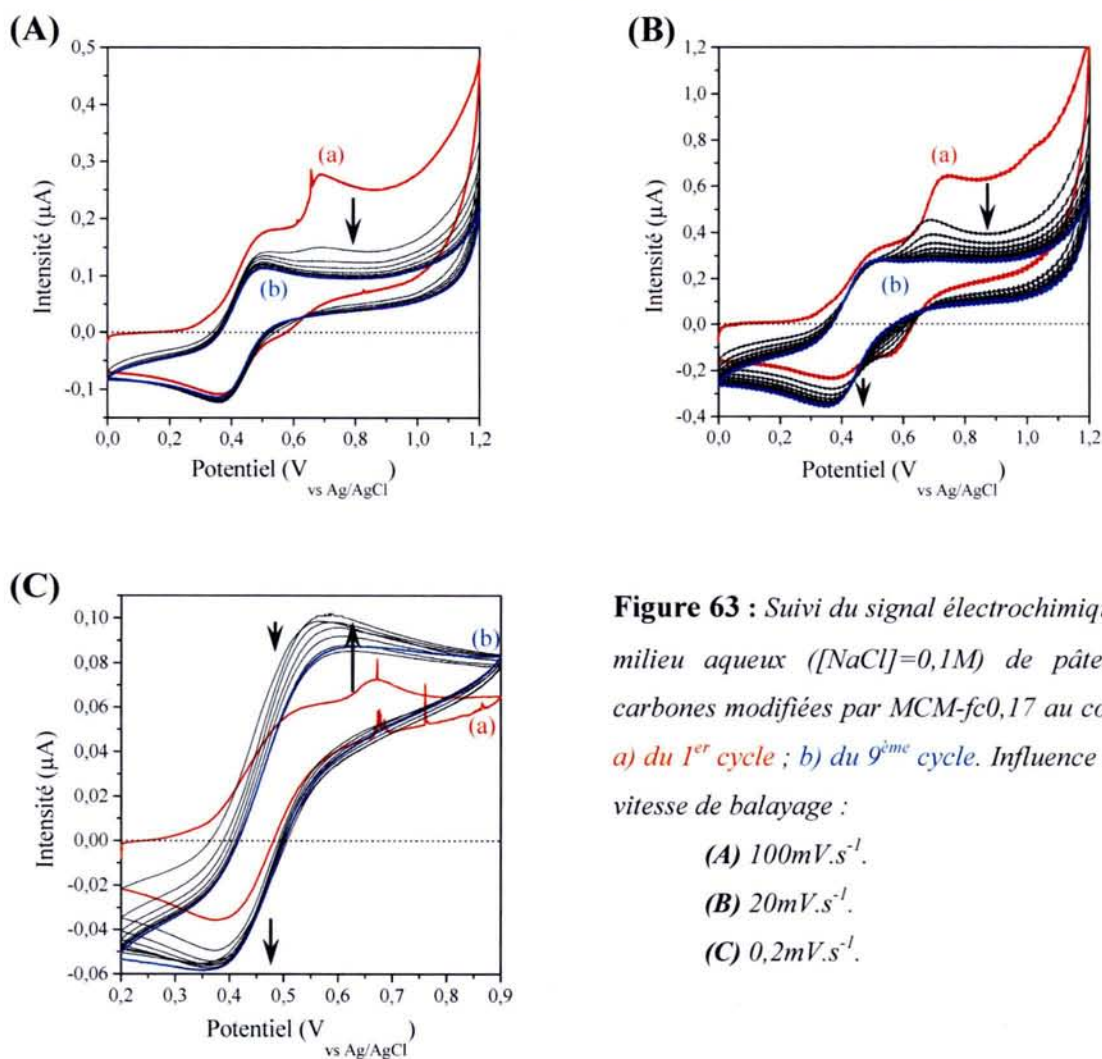 (A)
0,5
0,4
0,3
0,2
0,1
0,0
-0,1
Intensité (µA)
(a)
(b)
0,0 0,2 0,4 0,6 0,8 1,0 1,2
Potentiel (V vs Ag/AgCl)
(B)
1,2
1,0
0,8
0,6
0,4
0,2
0,0
-0,2
-0,4
Intensité (µA)
(a)
(b)
0,0 0,2 0,4 0,6 0,8 1,0 1,2
Potentiel (V vs Ag/AgCl)
(C)
0,10
0,08
0,06
0,04
0,02
0,00
-0,02
-0,04
-0,06
Intensité (µA)
(b)
(a)
0,2 0,3 0,4 0,5 0,6 0,7 0,8 0,9
Potentiel (V vs Ag/AgCl)
Figure 63 : Suivi du signal électrochimiq
milieu aqueux ([NaCl]=0,1M) de pâte
carbones modifiées par MCM-fc0,17 au co
a) du 1er cycle ; b) du 9ème cycle. Influence
vitesse de balayage :
(A) 100mV.s-1.
(B) 20mV.s-1.
(C) 0,2mV.s-1.